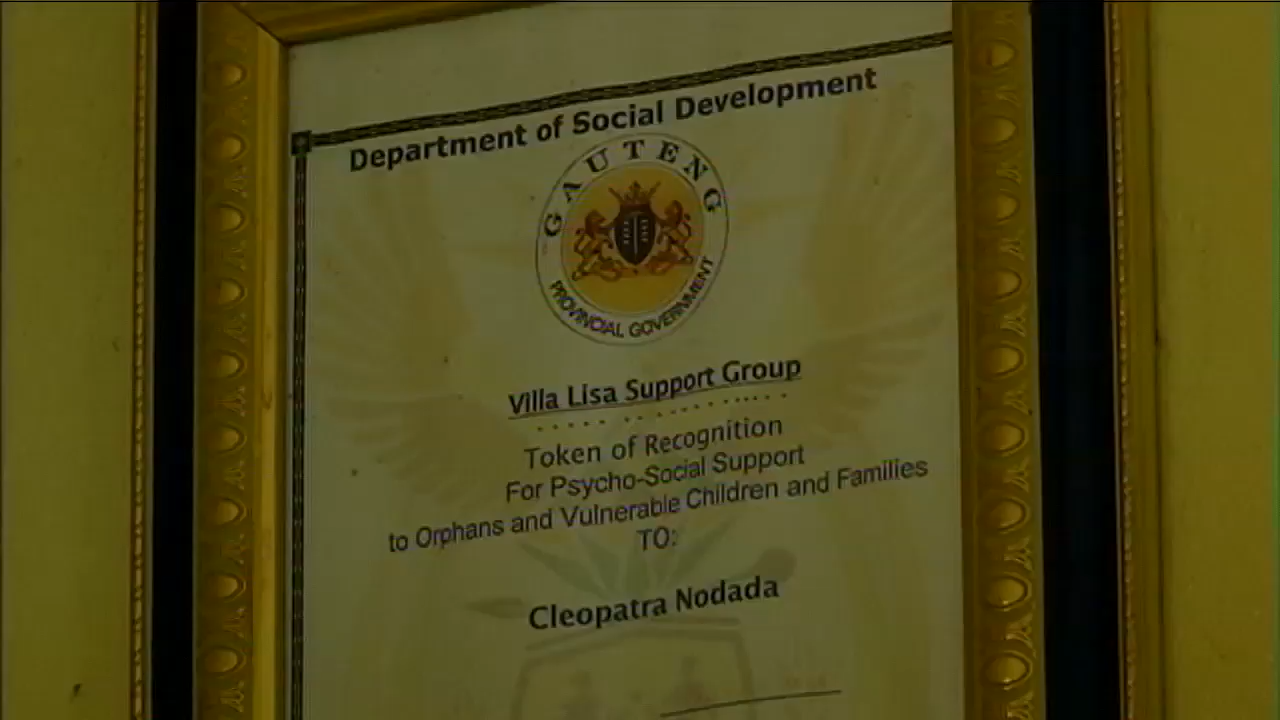 Department of Social Development
GAUTENG
PROVINCIAL GOVERNMENT
Villa Lisa Support Group
Token of Recognition
For Psycho-Social Support
to Orphans and Vulnerable Children and Families
TO:
Cleopatra Nodada